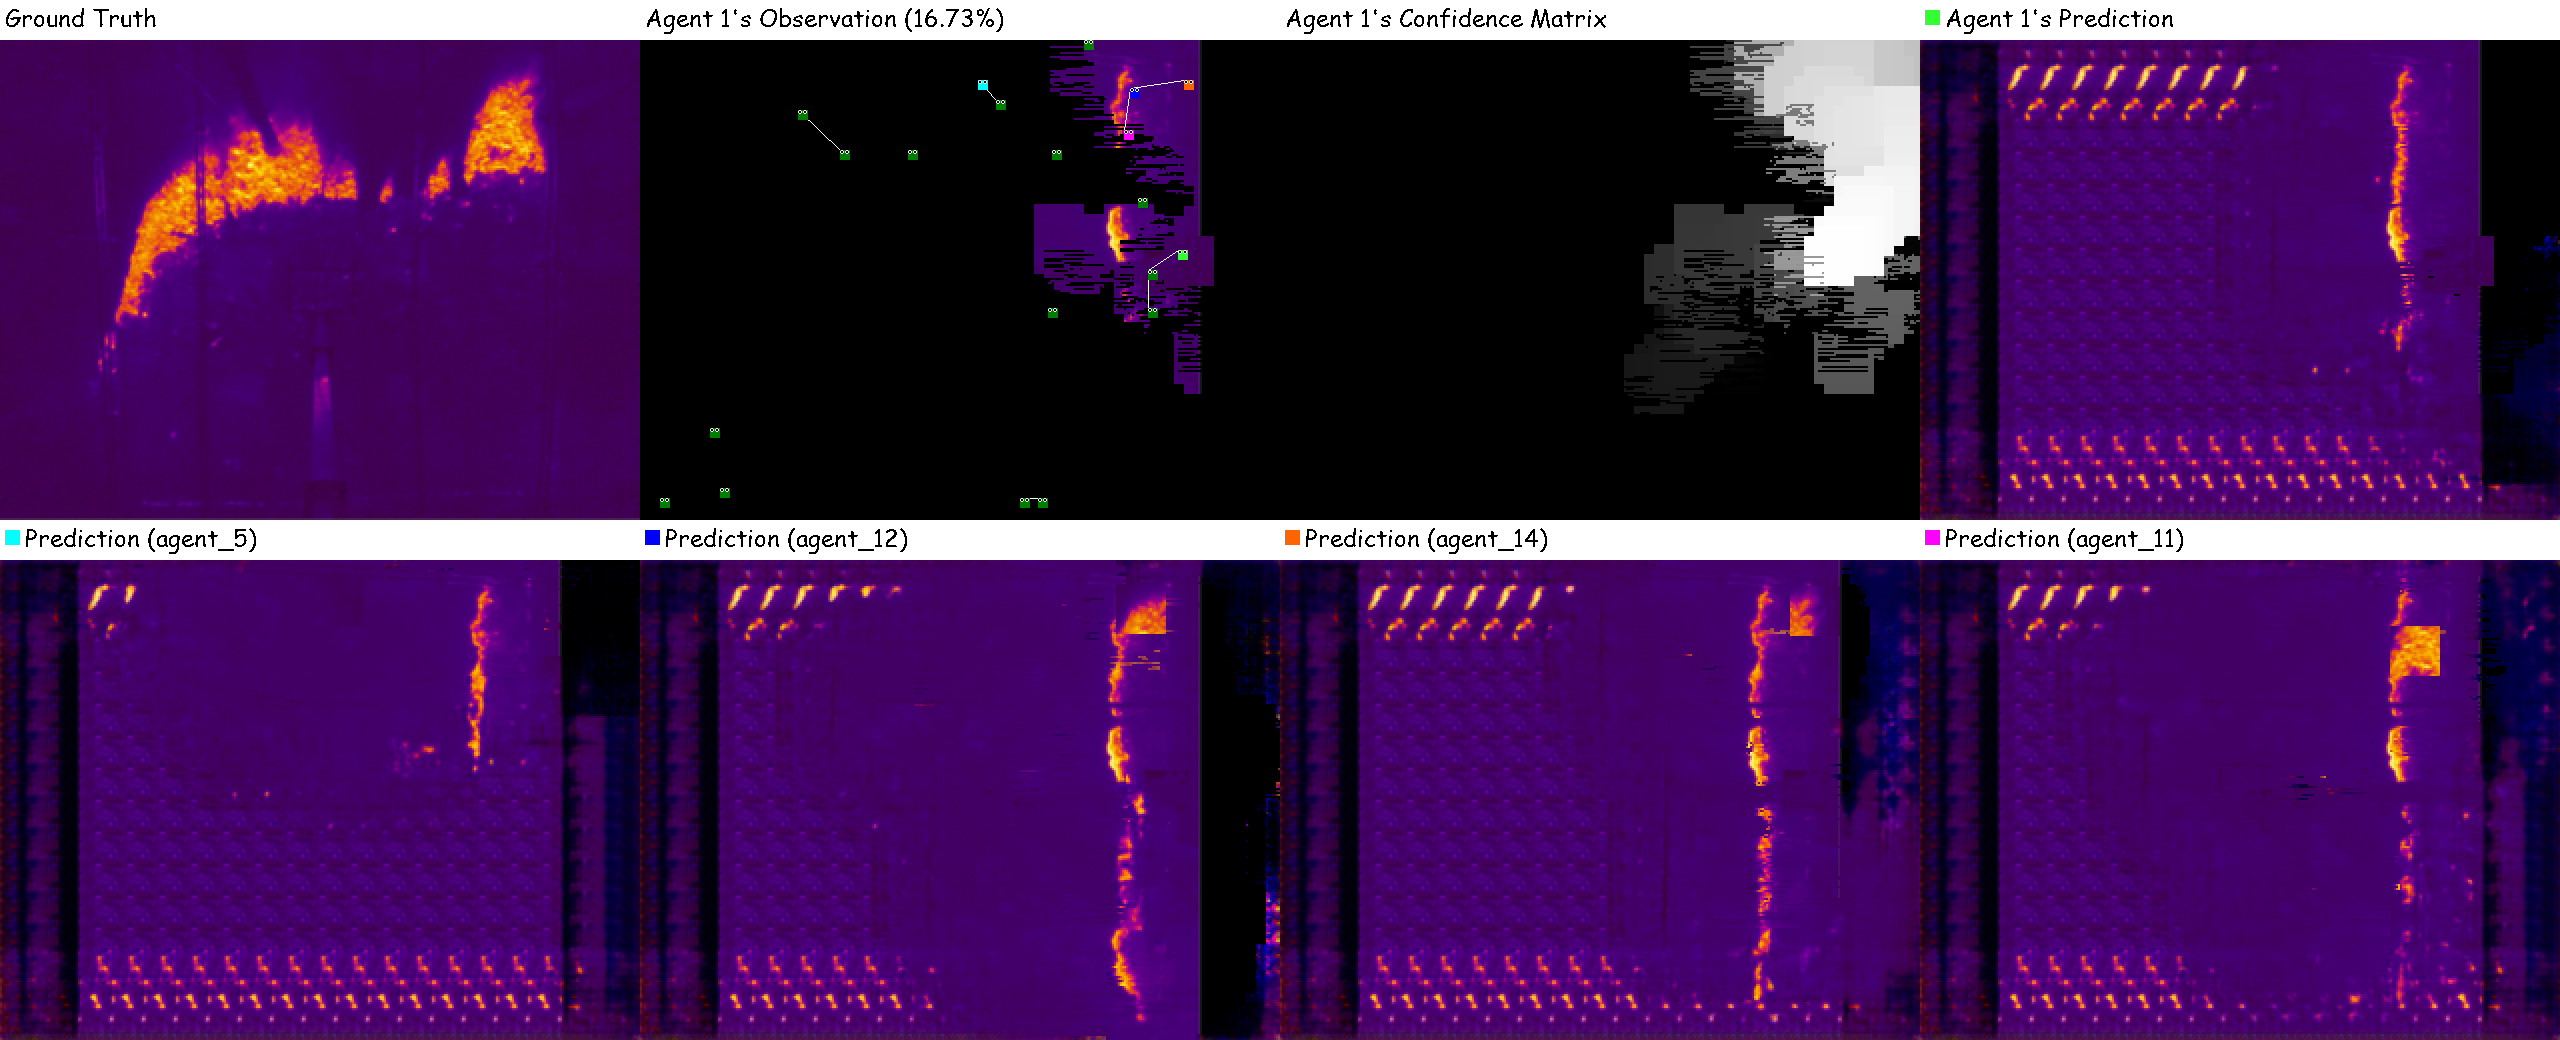 Ground Truth
Agent 1's Observation (16.73%)
Agent 1's Confidence Matrix
Agent 1's Prediction
Prediction (agent_5)
Prediction (agent_12)
Prediction (agent_14)
Prediction (agent_11)